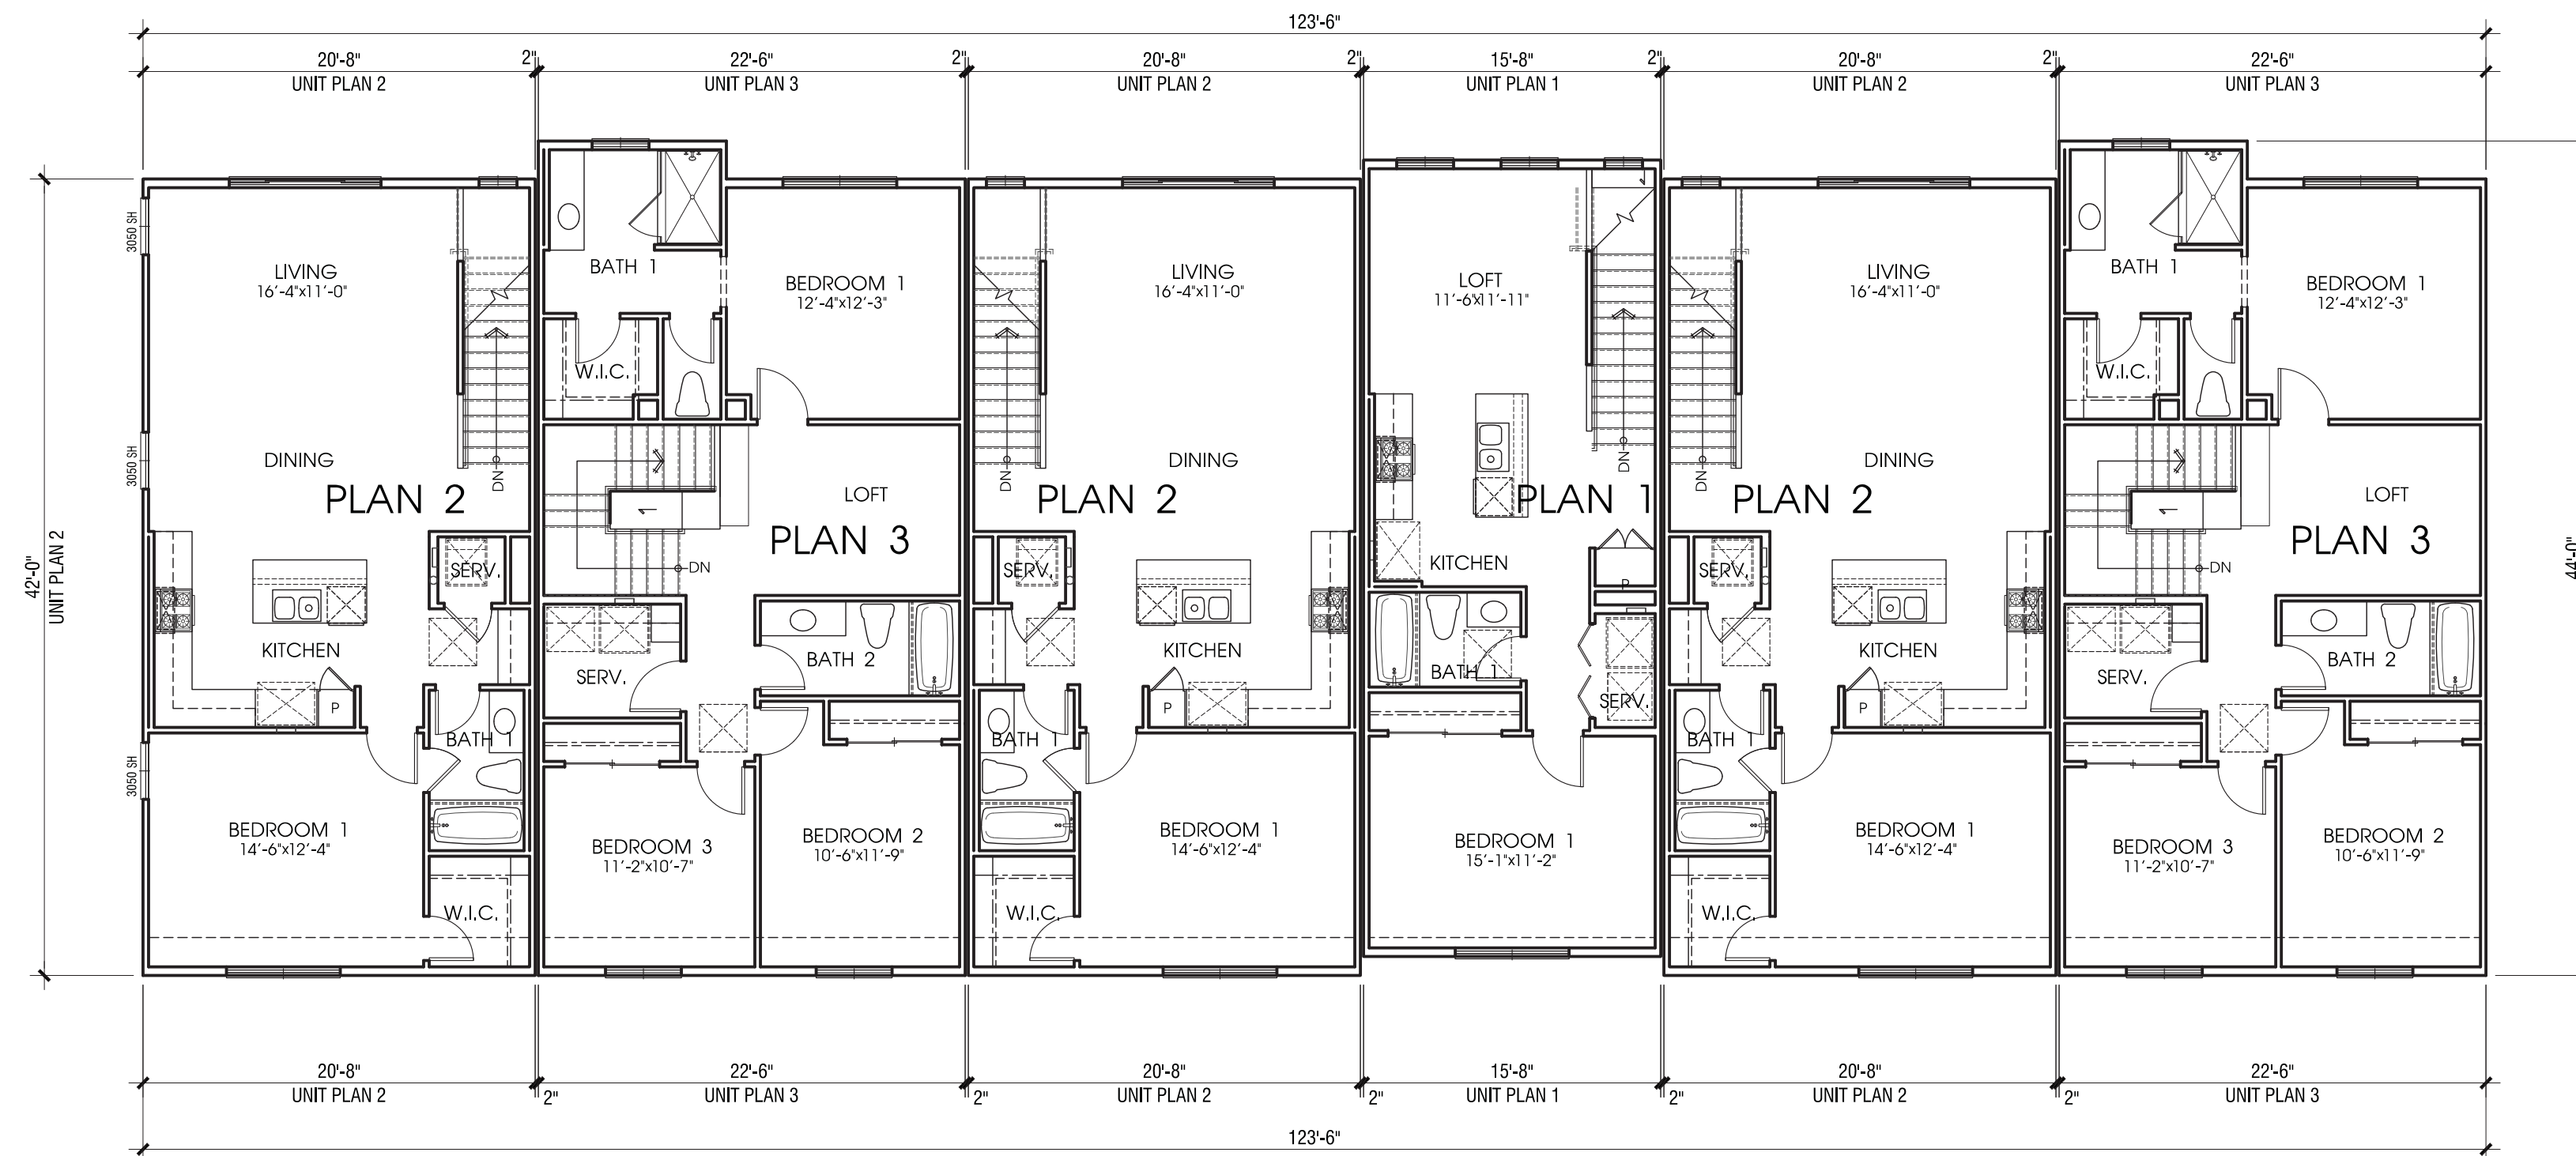 123'-6"
20'-8"
2"
22'-6"
20'-8"
2"
15'-8"
2"
20'-8"
2"
22'-6"
UNIT PLAN 2
UNIT PLAN 3
UNIT PLAN 2
UNIT PLAN 1
UNIT PLAN 2
UNIT PLAN 3
42'-0"
UNIT PLAN 2
3050 SH
3050 SH
3050 SH
LIVING
16'-4"x11'-0"
DINING
PLAN 2
DN
SERV.
KITCHEN
P
BATH 1
BEDROOM 1
14'-6"x12'-4"
W.I.C.
BATH 1
BEDROOM 1
12'-4"x12'-3"
W.I.C.
LOFT
PLAN 3
1
DN
BATH 2
SERV.
BEDROOM 3
11'-2"x10'-7"
BEDROOM 2
10'-6"x11'-9"
LIVING
16'-4"x11'-0"
DINING
DN
PLAN 2
SERV.
KITCHEN
P
BATH 1
BEDROOM 1
14'-6"x12'-4"
W.I.C.
LOFT
11'-6"x11'-11"
DN
PLAN 1
KITCHEN
P
BATH 1
SERV.
BEDROOM 1
15'-1"x11'-2"
LIVING
16'-4"x11'-0"
DINING
DN
PLAN 2
SERV.
KITCHEN
P
BATH 1
BEDROOM 1
14'-6"x12'-4"
W.I.C.
BATH 1
BEDROOM 1
12'-4"x12'-3"
W.I.C.
LOFT
PLAN 3
1
DN
BATH 2
SERV.
BEDROOM 3
11'-2"x10'-7"
BEDROOM 2
10'-6"x11'-9"
44'-0"
20'-8"
22'-6"
20'-8"
15'-8"
20'-8"
22'-6"
UNIT PLAN 2
2"
UNIT PLAN 3
2"
UNIT PLAN 2
2"
UNIT PLAN 1
2"
UNIT PLAN 2
2"
UNIT PLAN 3
123'-6"